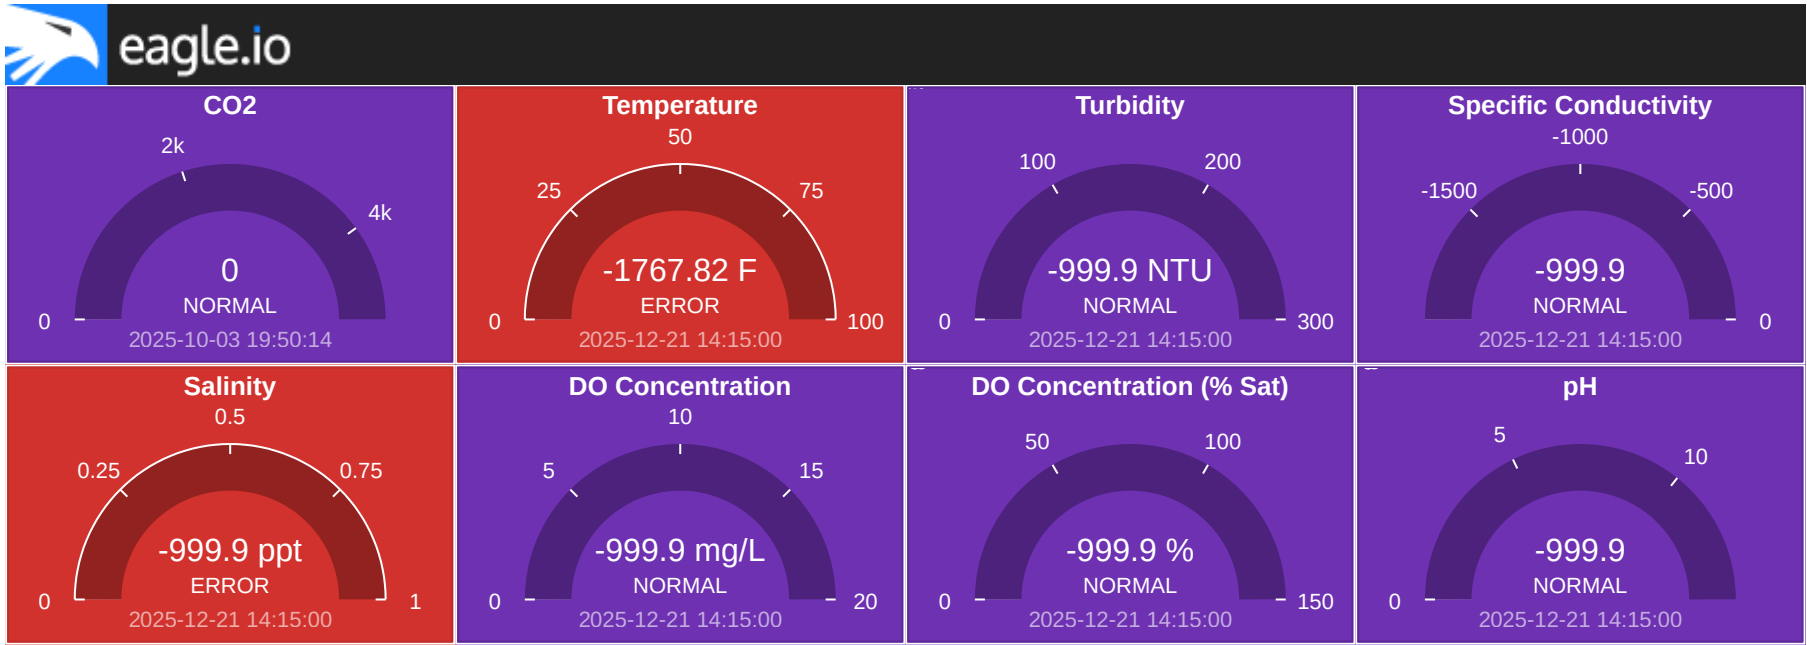 eagle.io
CO2
2k
4k
0
NORMAL
0
2025-10-03 19:50:14
Temperature
50
25
75
-1767.82 F
ERROR
0
100
2025-12-21 14:15:00
Turbidity
100
200
-999.9 NTU
NORMAL
0
300
2025-12-21 14:15:00
Specific Conductivity
-1000
-1500
-500
-999.9
NORMAL
0
2025-12-21 14:15:00
Salinity
0.5
0.25
0.75
-999.9 ppt
ERROR
0
1
2025-12-21 14:15:00
DO Concentration
10
5
15
-999.9 mg/L
NORMAL
0
20
2025-12-21 14:15:00
DO Concentration (% Sat)
50
100
-999.9 %
NORMAL
0
150
2025-12-21 14:15:00
pH
5
10
-999.9
NORMAL
0
2025-12-21 14:15:00